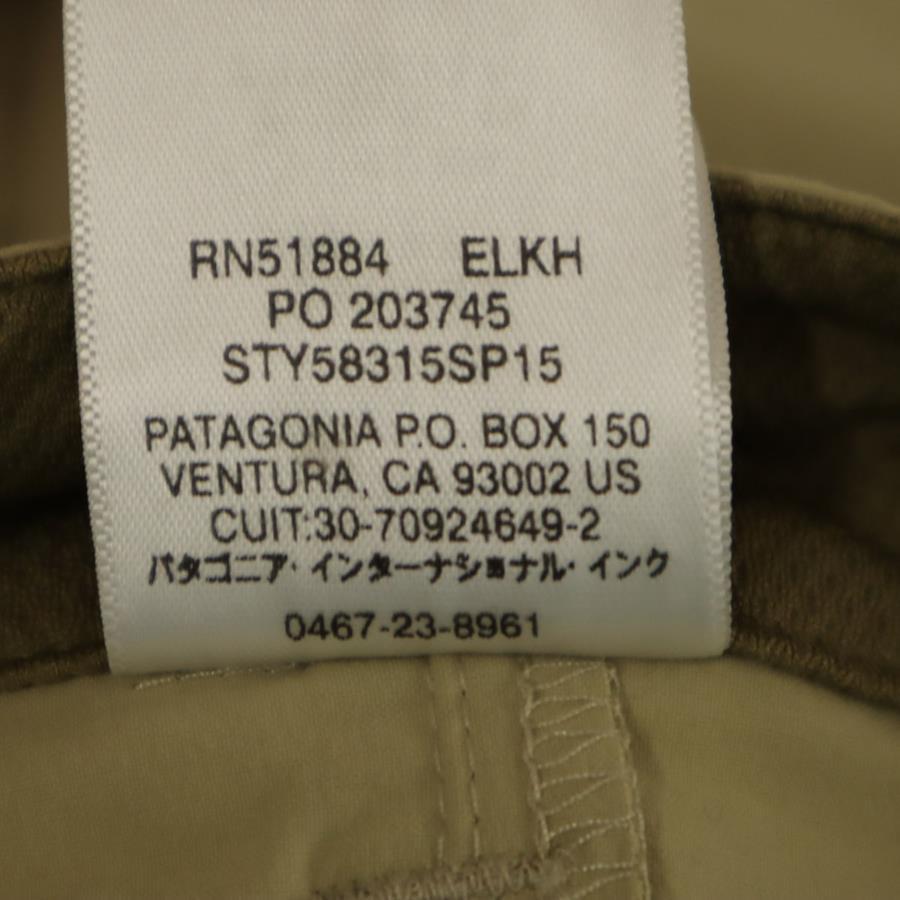 RN51884 ELKH
PO 203745
STY58315SP15
PATAGONIA P.O. BOX 150
VENTURA, CA 93002 US
CUIT:30-70924649-2
パタゴニア・インターナショナル・インク
0467-23-8961